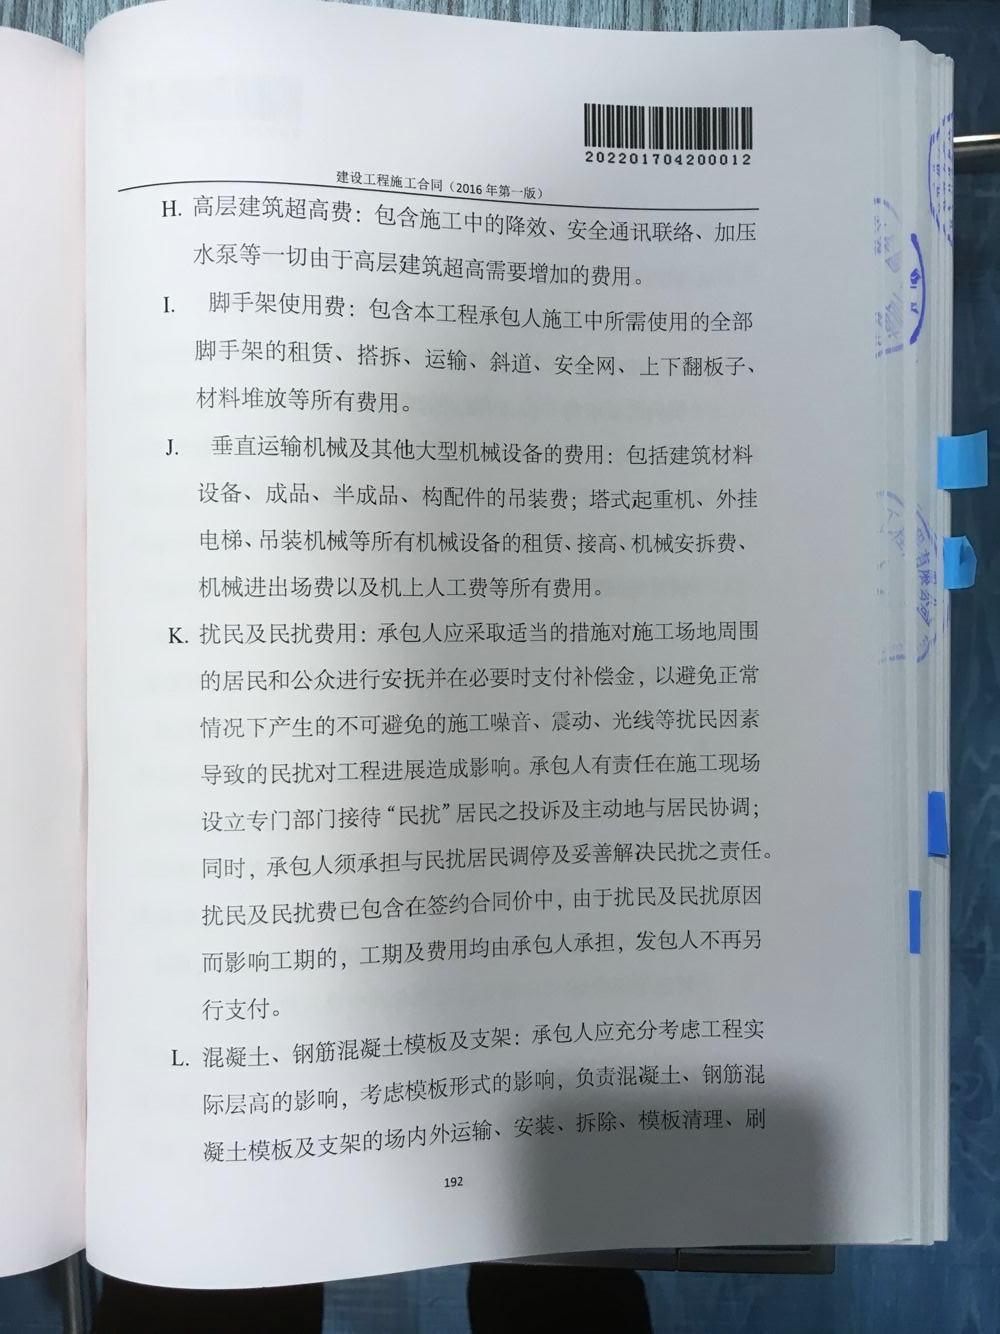 202201704200012
建设工程施工合同（2016年第一版）
H. 高层建筑超高费：包含施工中的降效、安全通讯联络、加压
水泵等一切由于高层建筑超高需要增加的费用。
I. 脚手架使用费：包含本工程承包人施工中所需使用的全部
脚手架的租赁、搭拆、运输、斜道、安全网、上下翻板子、
材料堆放等所有费用。
J. 垂直运输机械及其他大型机械设备的费用：包括建筑材料
设备、成品、半成品、构配件的吊装费；塔式起重机、外挂
电梯、吊装机械等所有机械设备的租赁、接高、机械安拆费、
机械进出场费以及机上人工费等所有费用。
K. 扰民及民扰费用：承包人应采取适当的措施对施工场地周围
的居民和公众进行安抚并在必要时支付补偿金，以避免正常
情况下产生的不可避免的施工噪音、震动、光线等扰民因素
导致的民扰对工程进展造成影响。承包人有责任在施工现场
设立专门部门接待“民扰”居民之投诉及主动地与居民协调；
同时，承包人须承担与民扰居民调停及妥善解决民扰之责任。
扰民及民扰费已包含在签约合同价中，由于扰民及民扰原因
而影响工期的，工期及费用均由承包人承担，发包人不再另
行支付。
L. 混凝土、钢筋混凝土模板及支架：承包人应充分考虑工程实
际层高的影响，考虑模板形式的影响，负责混凝土、钢筋混
凝土模板及支架的场内外运输、安装、拆除、模板清理、刷
192
有限公司